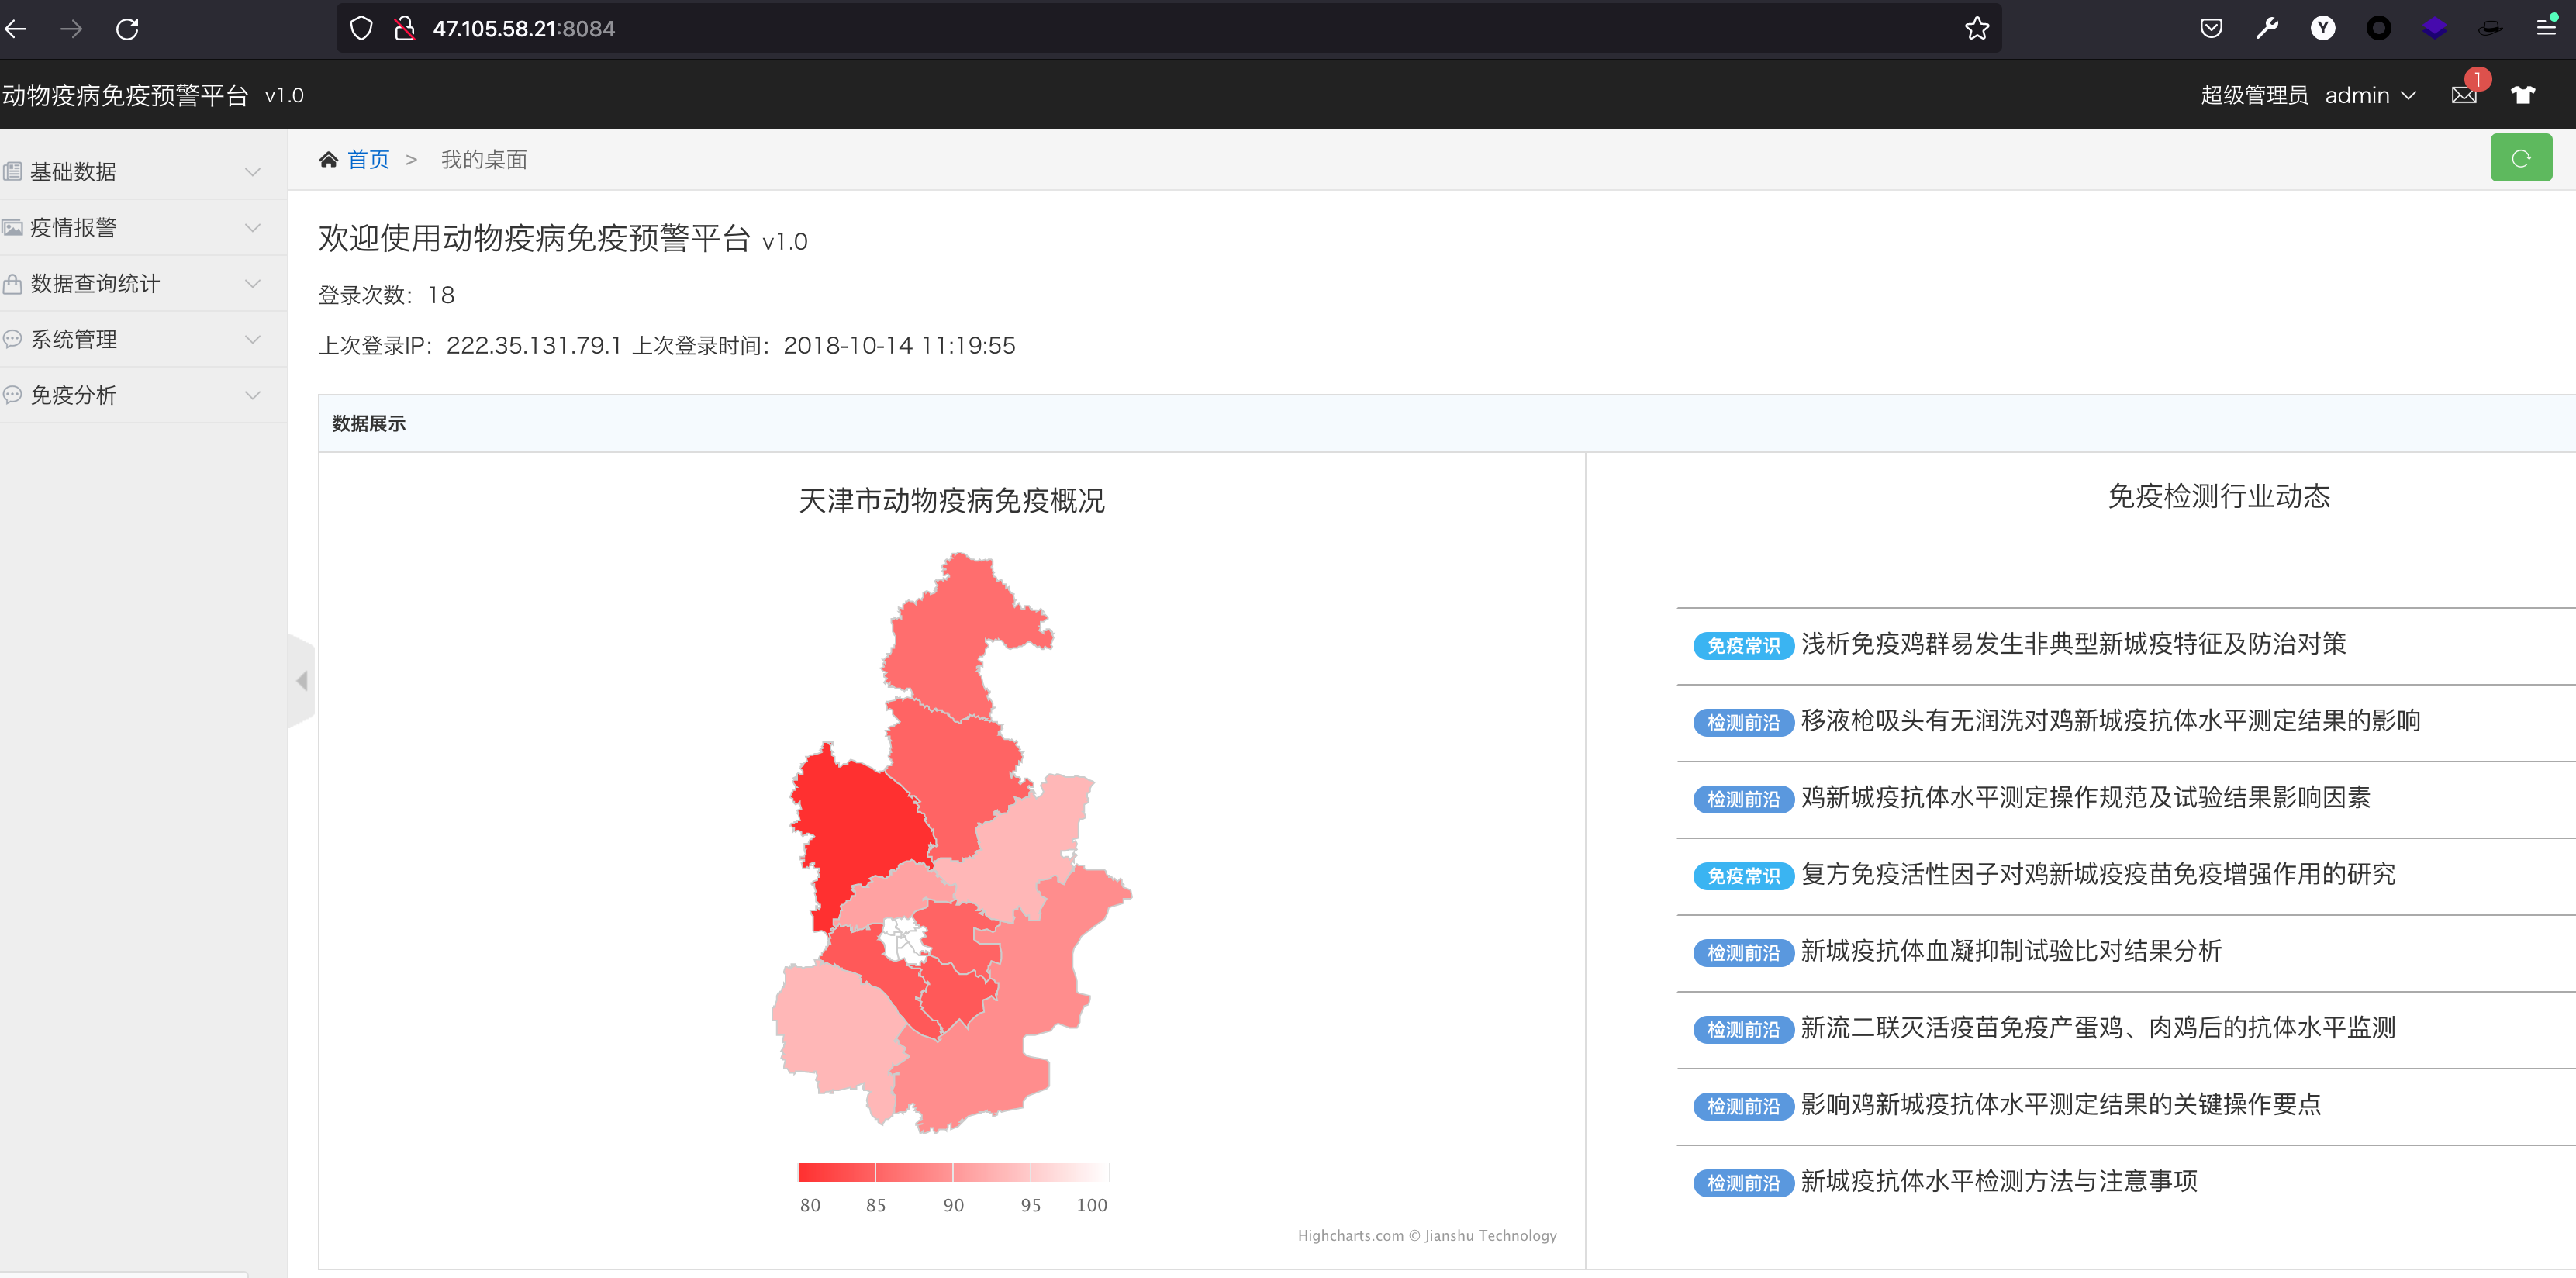 47.105.58.21:8084
动物疫病免疫预警平台 v1.0
超级管理员 admin
1
Y
基础数据
疫情报警
数据查询统计
系统管理
免疫分析
首页 > 我的桌面
欢迎使用动物疫病免疫预警平台 v1.0
登录次数：18
上次登录IP：222.35.131.79.1 上次登录时间：2018-10-14 11:19:55
数据展示
天津市动物疫病免疫概况
80 85 90 95 100
Highcharts.com © Jianshu Technology
免疫检测行业动态
免疫常识 浅析免疫鸡群易发生非典型新城疫特征及防治对策
检测前沿 移液枪吸头有无润洗对鸡新城疫抗体水平测定结果的影响
检测前沿 鸡新城疫抗体水平测定操作规范及试验结果影响因素
免疫常识 复方免疫活性因子对鸡新城疫疫苗免疫增强作用的研究
检测前沿 新城疫抗体血凝抑制试验比对结果分析
检测前沿 新流二联灭活疫苗免疫产蛋鸡、肉鸡后的抗体水平监测
检测前沿 影响鸡新城疫抗体水平测定结果的关键操作要点
检测前沿 新城疫抗体水平检测方法与注意事项